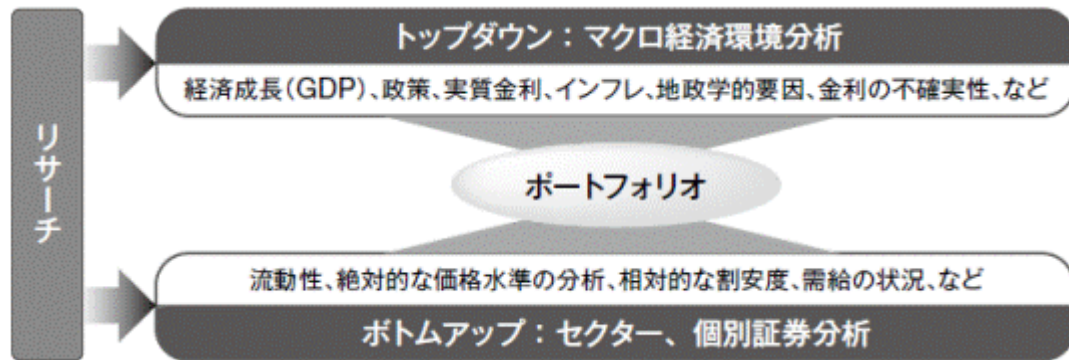 リサーチ
トップダウン：マクロ経済環境分析
経済成長(GDP)、政策、実質金利、インフレ、地政学的要因、金利の不確実性、など
ポートフォリオ
流動性、絶対的な価格水準の分析、相対的な割安度、需給の状況、など
ボトムアップ：セクター、個別証券分析